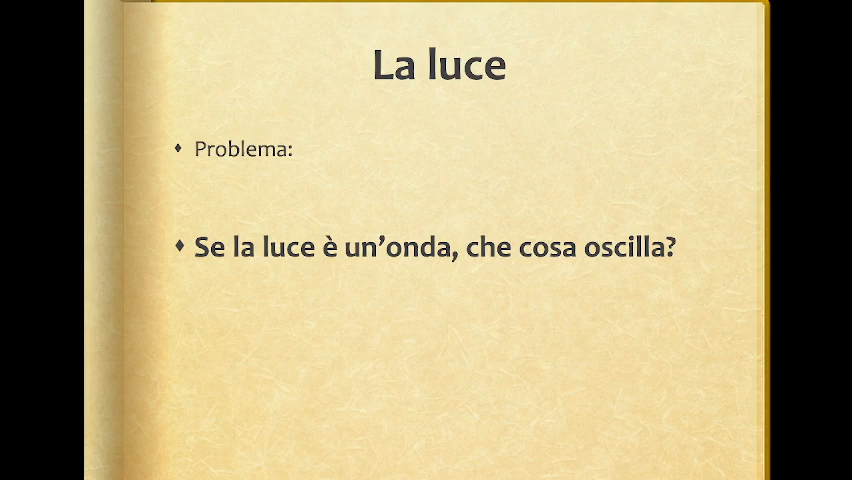 La luce
Problema:
Se la luce è un’onda, che cosa oscilla?